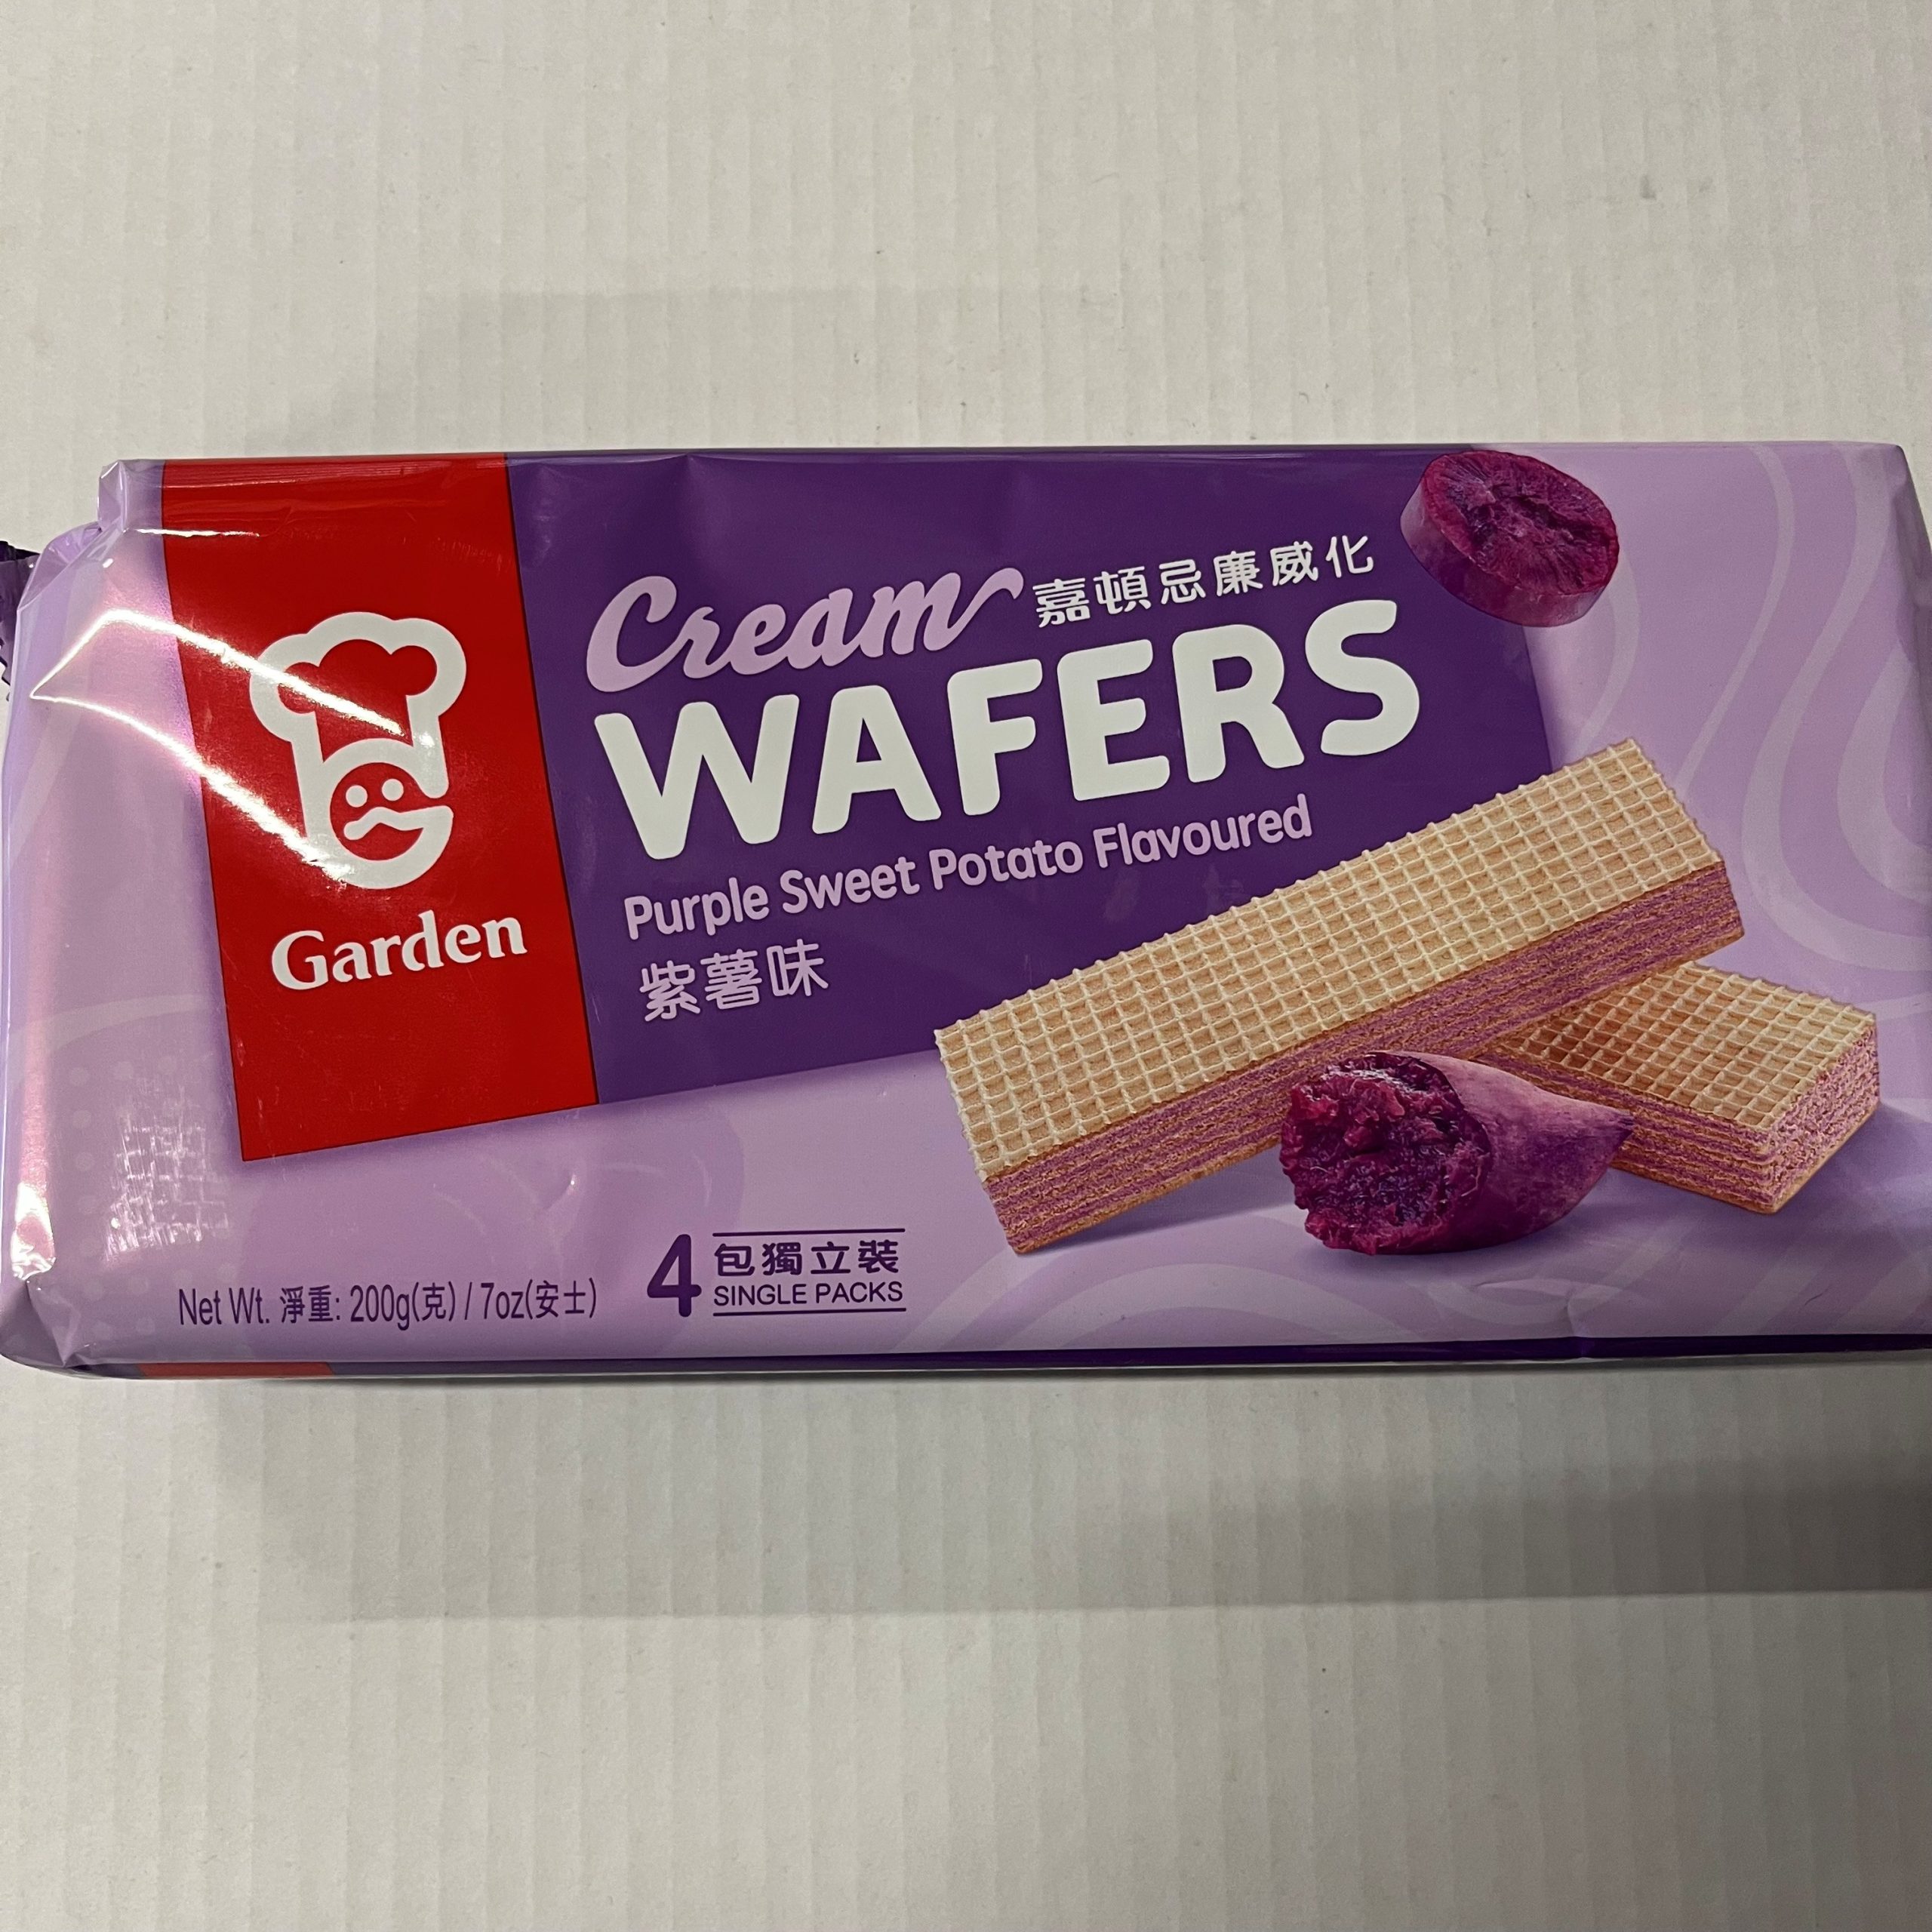 Garden
Cream 嘉頓忌廉威化
WAFERS
Purple Sweet Potato Flavoured
紫薯味
Net Wt. 淨重: 200g(克) / 7oz(安士)
4 包獨立裝
SINGLE PACKS